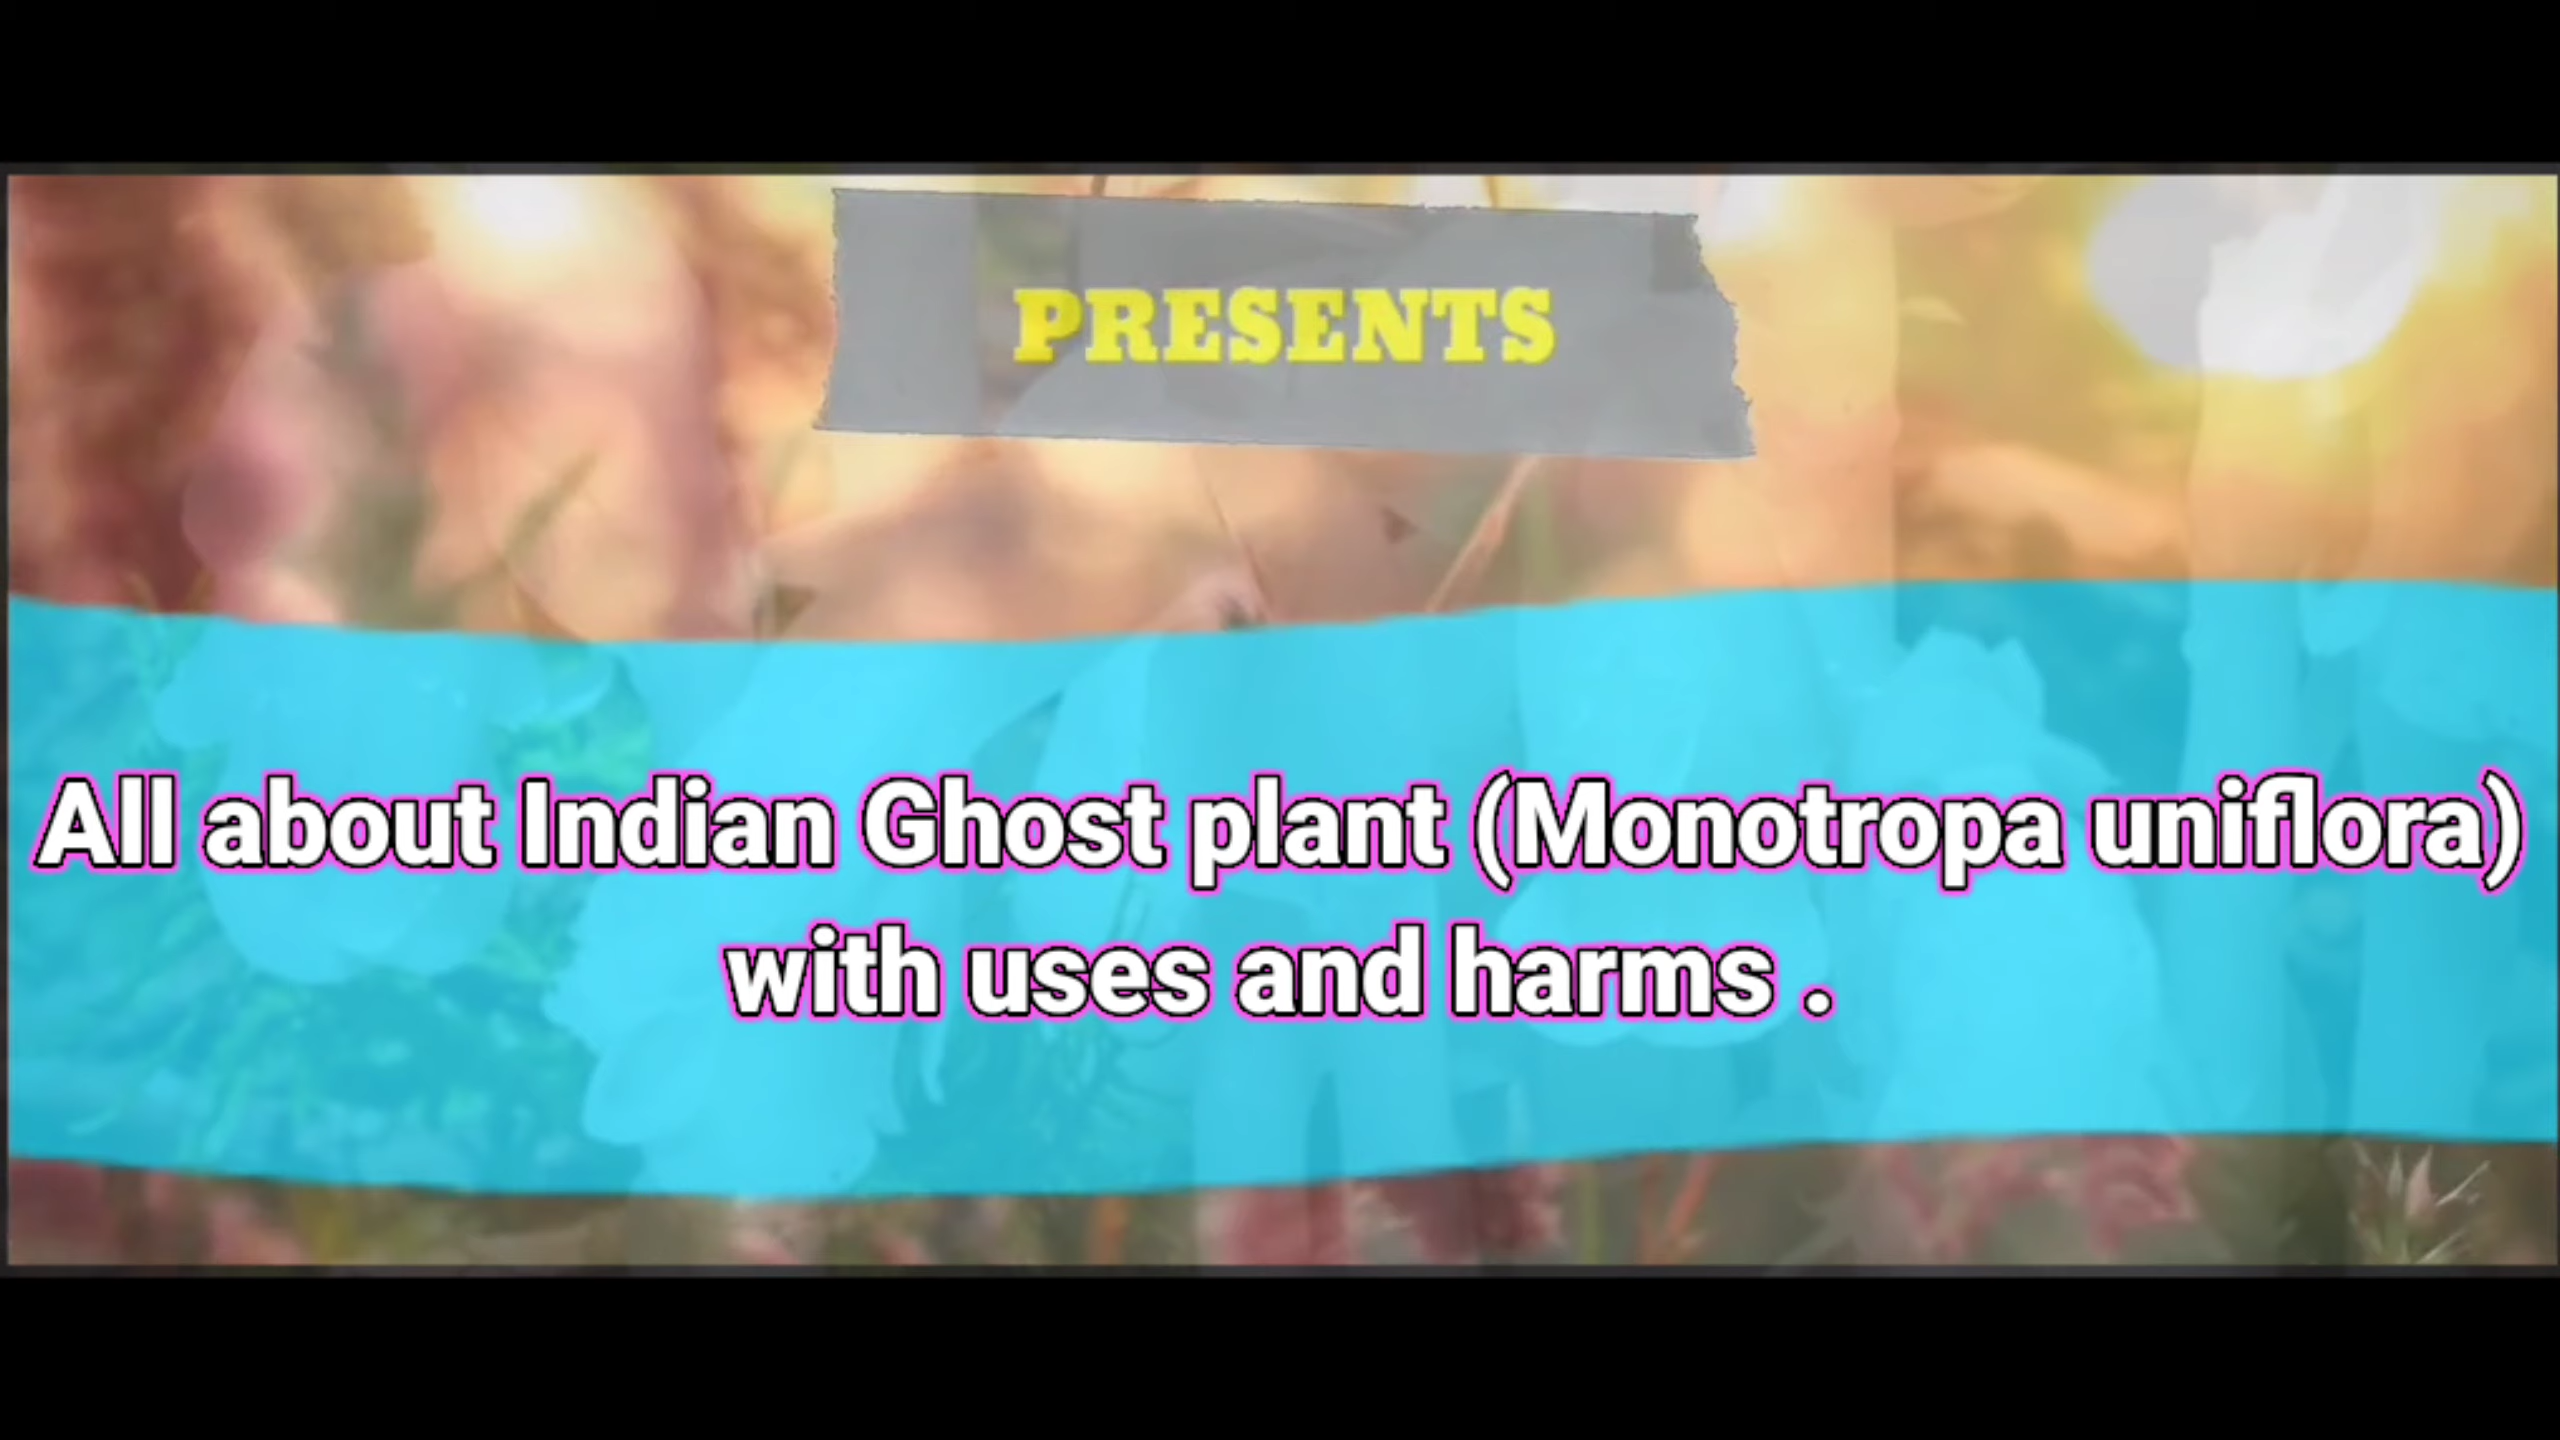 PRESENTS
All about Indian Ghost plant (Monotropa uniflora)
with uses and harms .